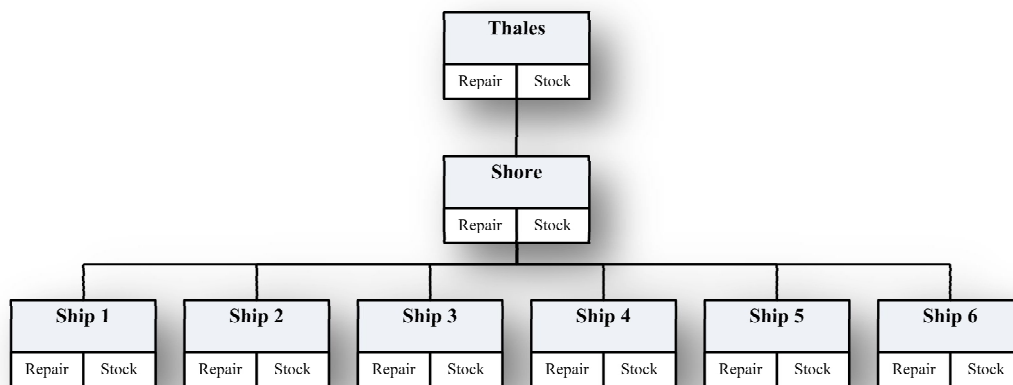 Thales
Repair Stock
Shore
Repair Stock
Ship 1 Ship 2 Ship 3 Ship 4 Ship 5 Ship 6
Repair Stock Repair Stock Repair Stock Repair Stock Repair Stock Repair Stock